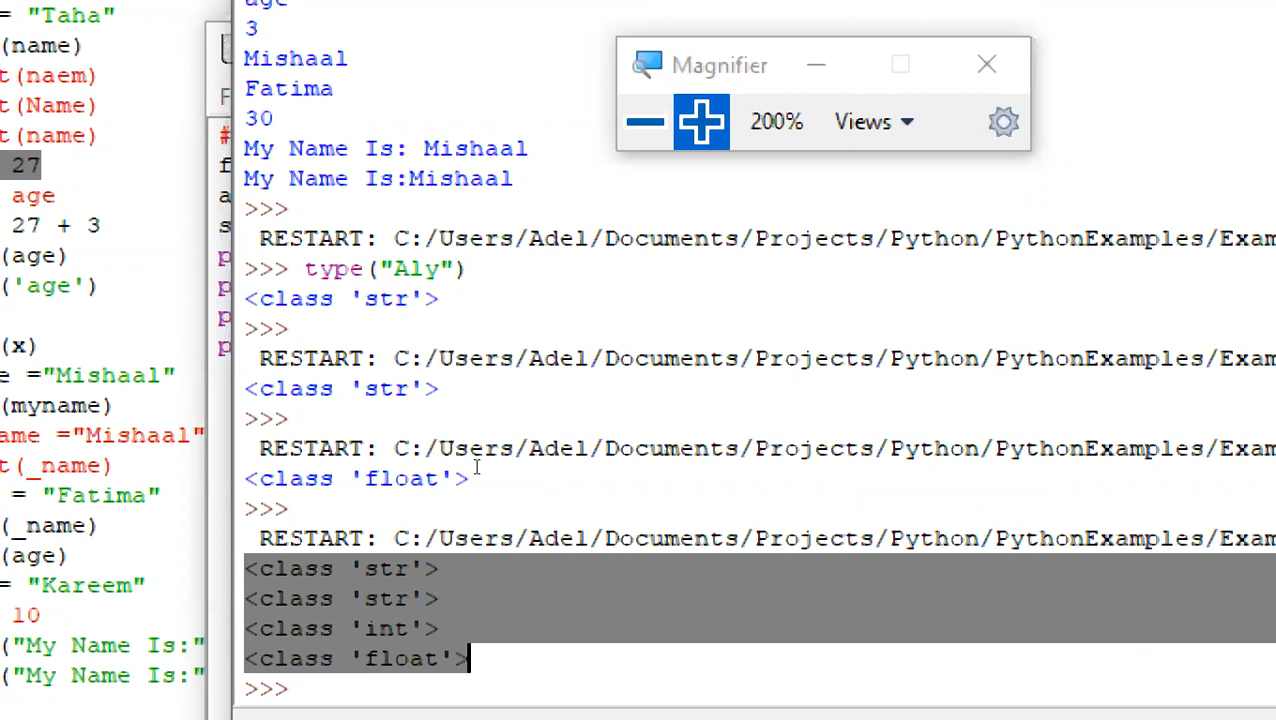 = "Taha"
(name)
t(naem)
t(Name)
t(name)
27
age
27 + 3
(age)
('age')
(x)
e ="Mishaal"
(myname)
ame ="Mishaal"
t(_name)
= "Fatima"
(_name)
(age)
= "Kareem"
10
("My Name Is:"
("My Name Is:"
F
#
f
a
s
p
p
p
p
age
3
Mishaal
Fatima
30
My Name Is: Mishaal
My Name Is:Mishaal
>>>
RESTART: C:/Users/Adel/Documents/Projects/Python/PythonExamples/Exam
>>> type("Aly")
<class 'str'>
>>>
RESTART: C:/Users/Adel/Documents/Projects/Python/PythonExamples/Exam
<class 'str'>
>>>
RESTART: C:/Users/Adel/Documents/Projects/Python/PythonExamples/Exam
<class 'float'>
>>>
RESTART: C:/Users/Adel/Documents/Projects/Python/PythonExamples/Exam
<class 'str'>
<class 'str'>
<class 'int'>
<class 'float'>
>>>
Magnifier
200% Views